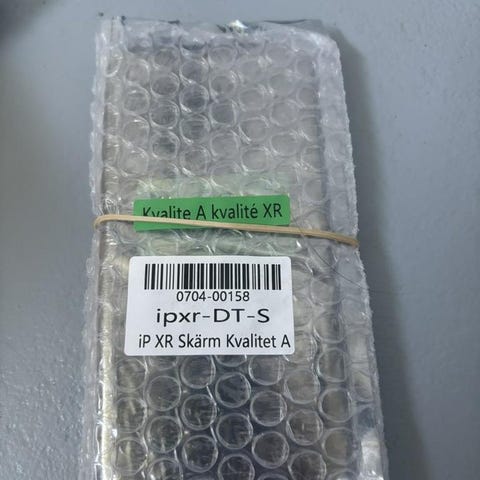 Kvalite A kvalité XR
0704-00158
ipxr-DT-S
iP XR Skärm Kvalitet A